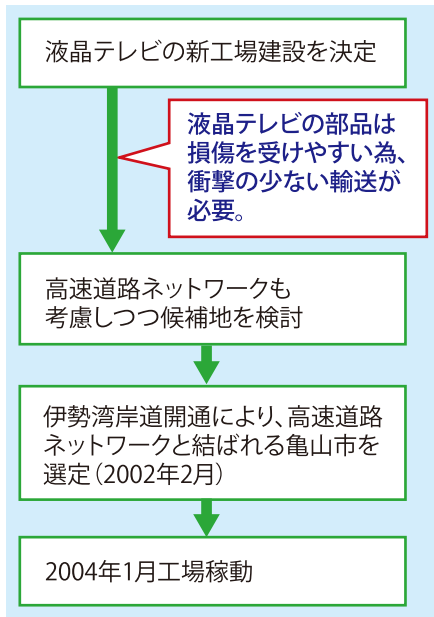 液晶テレビの新工場建設を決定
液晶テレビの部品は
損傷を受けやすい為、
衝撃の少ない輸送が
必要。
高速道路ネットワークも
考慮しつつ候補地を検討
伊勢湾岸道開通により、高速道路
ネットワークと結ばれる亀山市を
選定（2002年2月）
2004年1月工場稼動